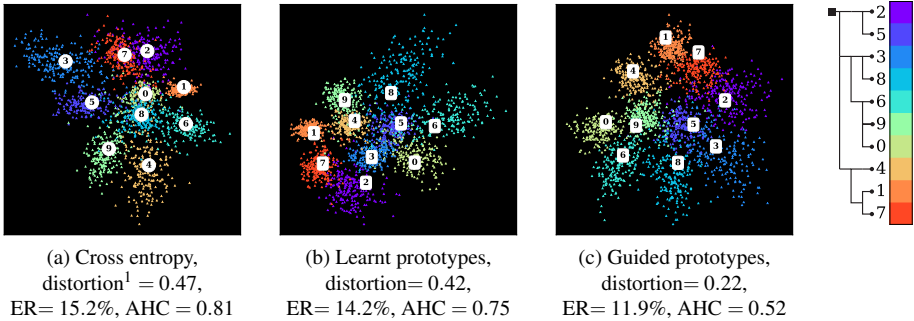 7 2
3
0 1
5
8 6
9
4
8
9
4 5 6
1
3 0
7
2
1
7
4
2
0 9 5
3
6 8
2
5
3
8
6
9
0
4
1
7
(a) Cross entropy,
distortion¹ = 0.47,
ER= 15.2%, AHC = 0.81
(b) Learnt prototypes,
distortion= 0.42,
ER= 14.2%, AHC = 0.75
(c) Guided prototypes,
distortion= 0.22,
ER= 11.9%, AHC = 0.52